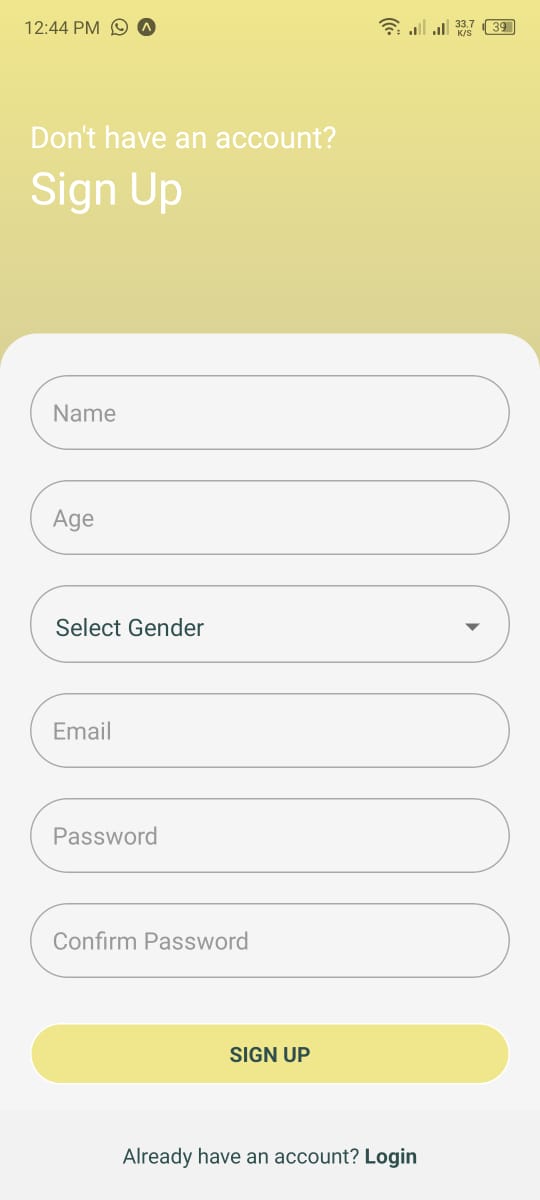 12:44 PM 33.7 K/S 39
Don't have an account?
Sign Up
Name
Age
Select Gender
Email
Password
Confirm Password
SIGN UP
Already have an account? Login